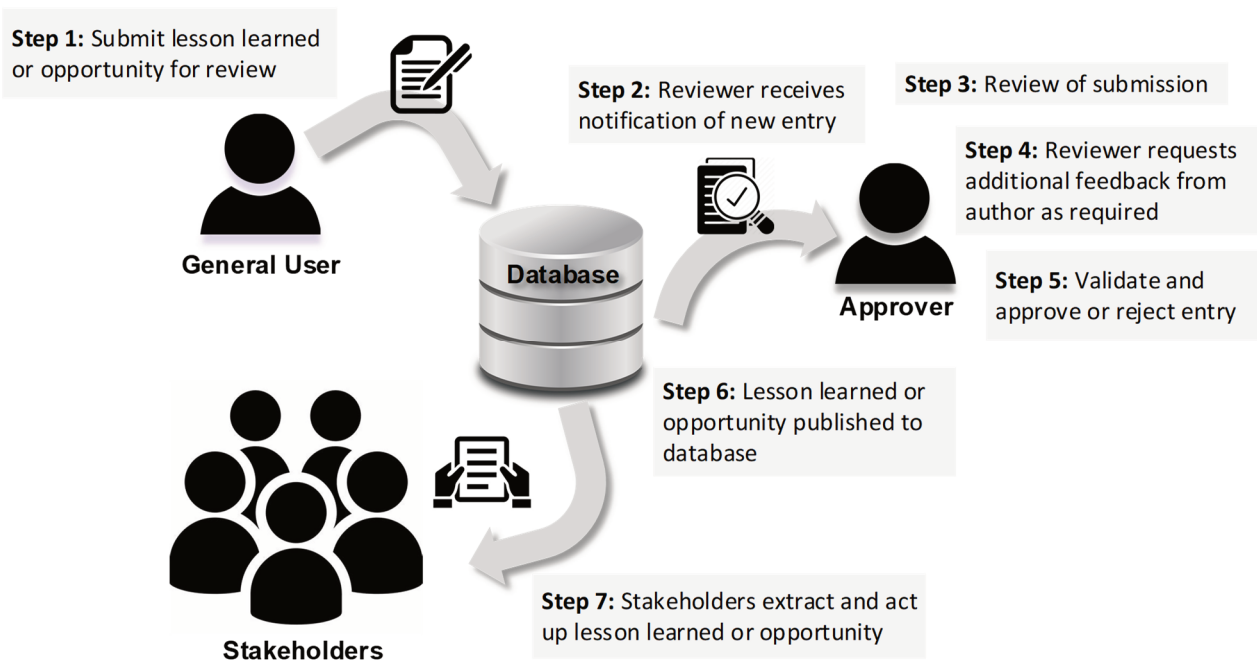 Step 1: Submit lesson learned
or opportunity for review
General User
Step 2: Reviewer receives
notification of new entry
Step 3: Review of submission
Step 4: Reviewer requests
additional feedback from
author as required
Step 5: Validate and
approve or reject entry
Approver
Database
Step 6: Lesson learned or
opportunity published to
database
Step 7: Stakeholders extract and act
up lesson learned or opportunity
Stakeholders